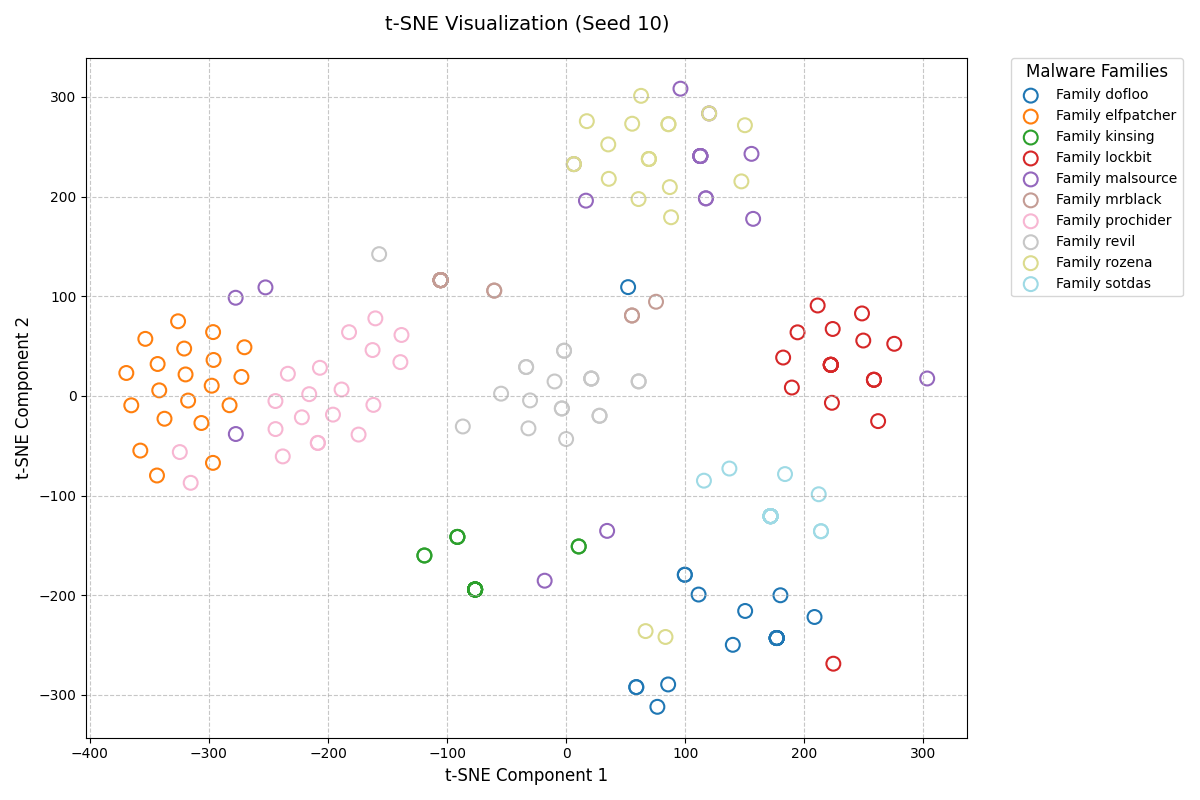 t-SNE Visualization (Seed 10)
Malware Families
Family dofloo
Family elfpatcher
Family kinsing
Family lockbit
Family malsource
Family mrblack
Family prochider
Family revil
Family rozena
Family sotdas
t-SNE Component 2
300
200
100
0
−100
−200
−300
−400
−300
−200
−100
0
100
200
300
t-SNE Component 1